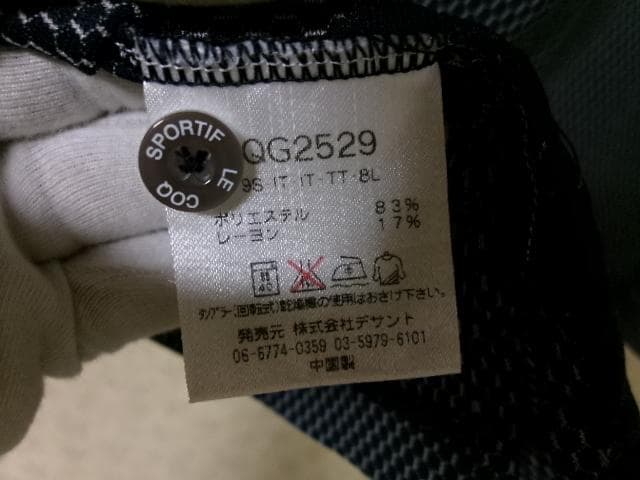 LE COQ SPORTIF
QG2529
9S-IT-IT-TT-8L
ポリエステル 83%
レーヨン 17%
40
タンブラー(回転式)乾燥機の使用はおさけ下さい。
発売元 株式会社デサント
06-6774-0359 03-5979-6101
中国製